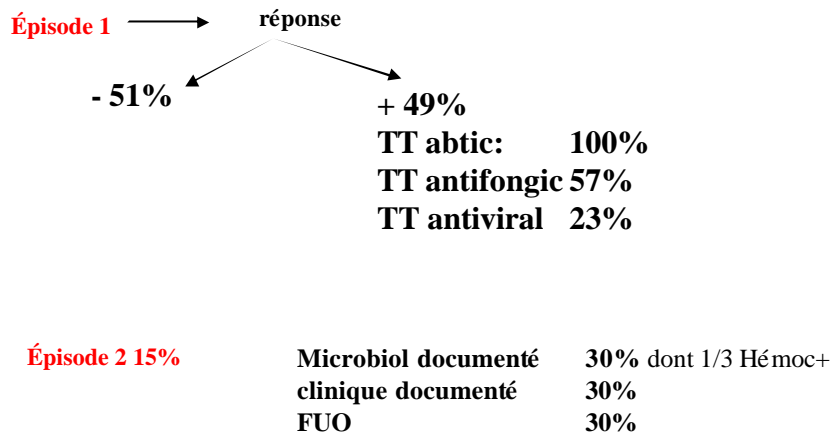 Épisode 1 réponse
- 51%
+ 49%
TT abtic: 100%
TT antifongic 57%
TT antiviral 23%
Épisode 2 15% Microbiol documenté 30% dont 1/3 Hémoc+
clinique documenté 30%
FUO 30%